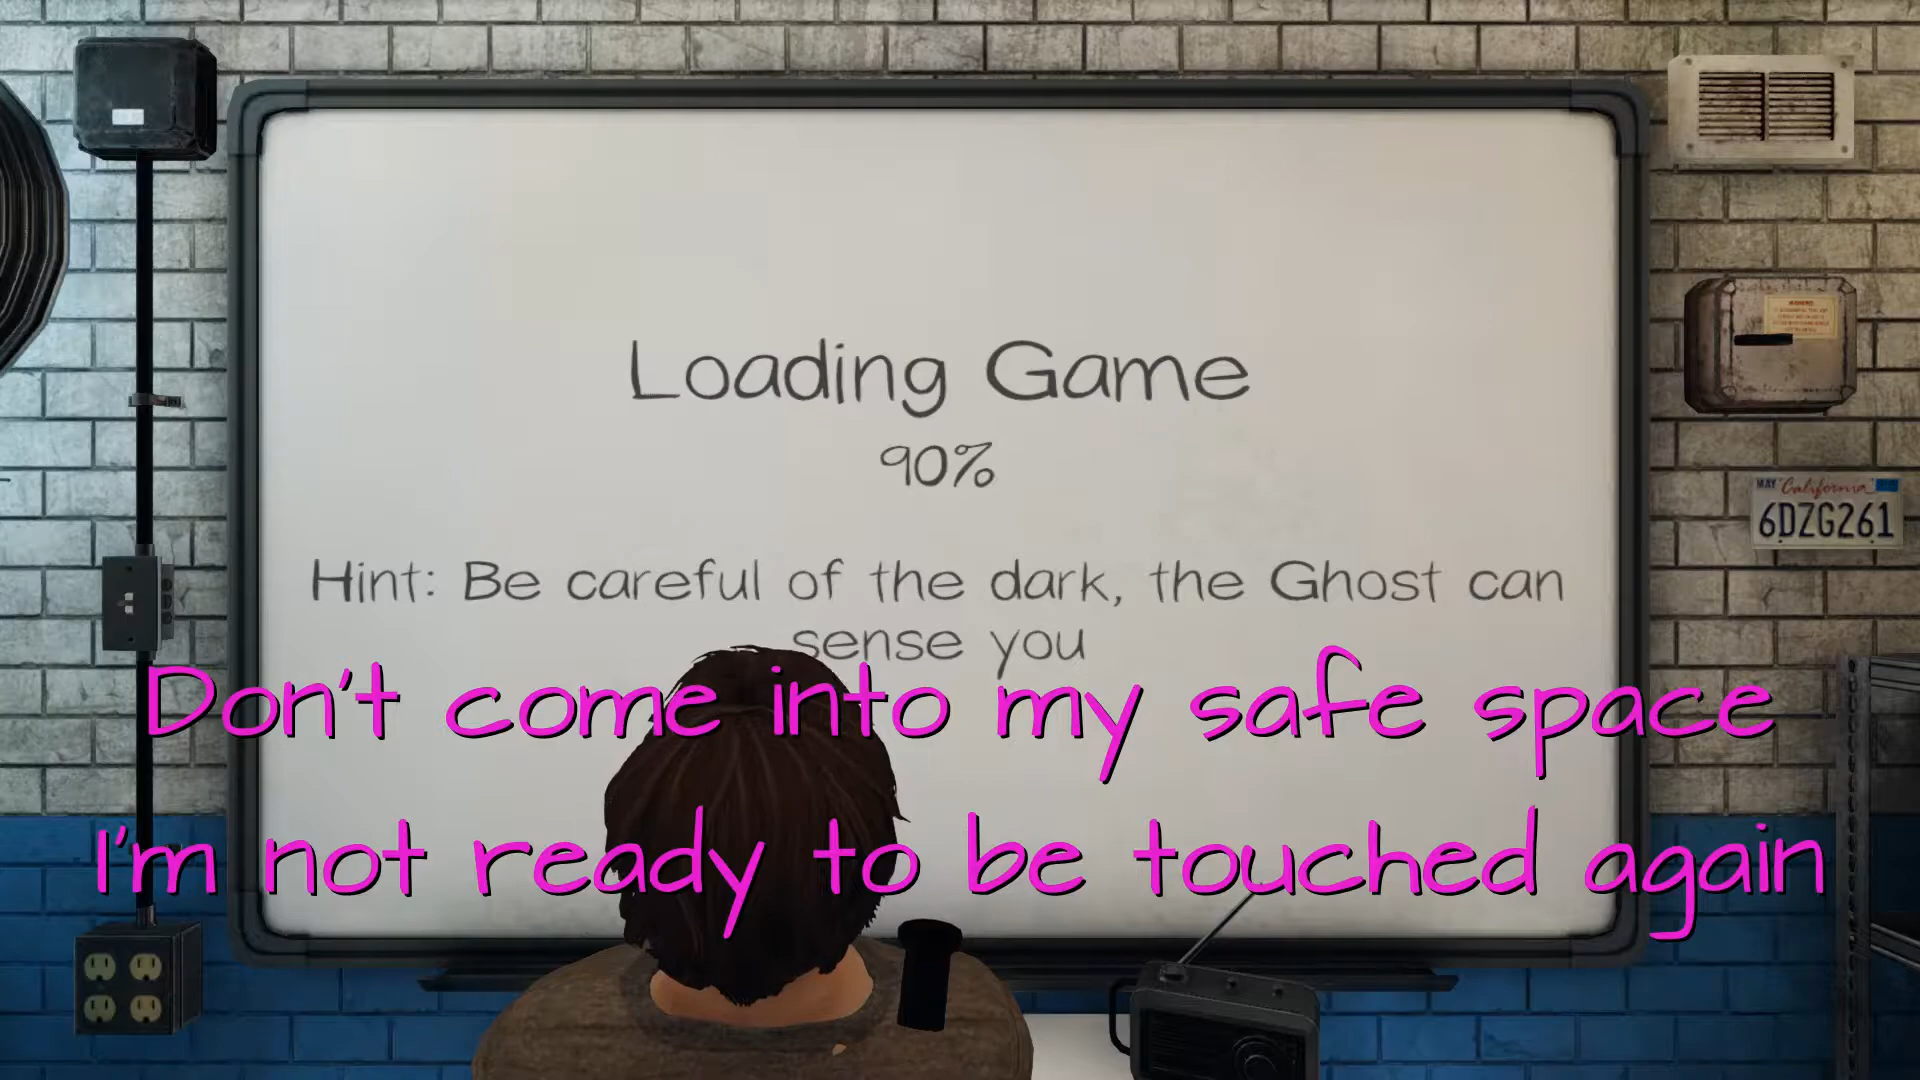 Loading Game
90%
Hint: Be careful of the dark, the Ghost can
sense you
Don't come into my safe space
I'm not ready to be touched again
MAY California
6DZG261